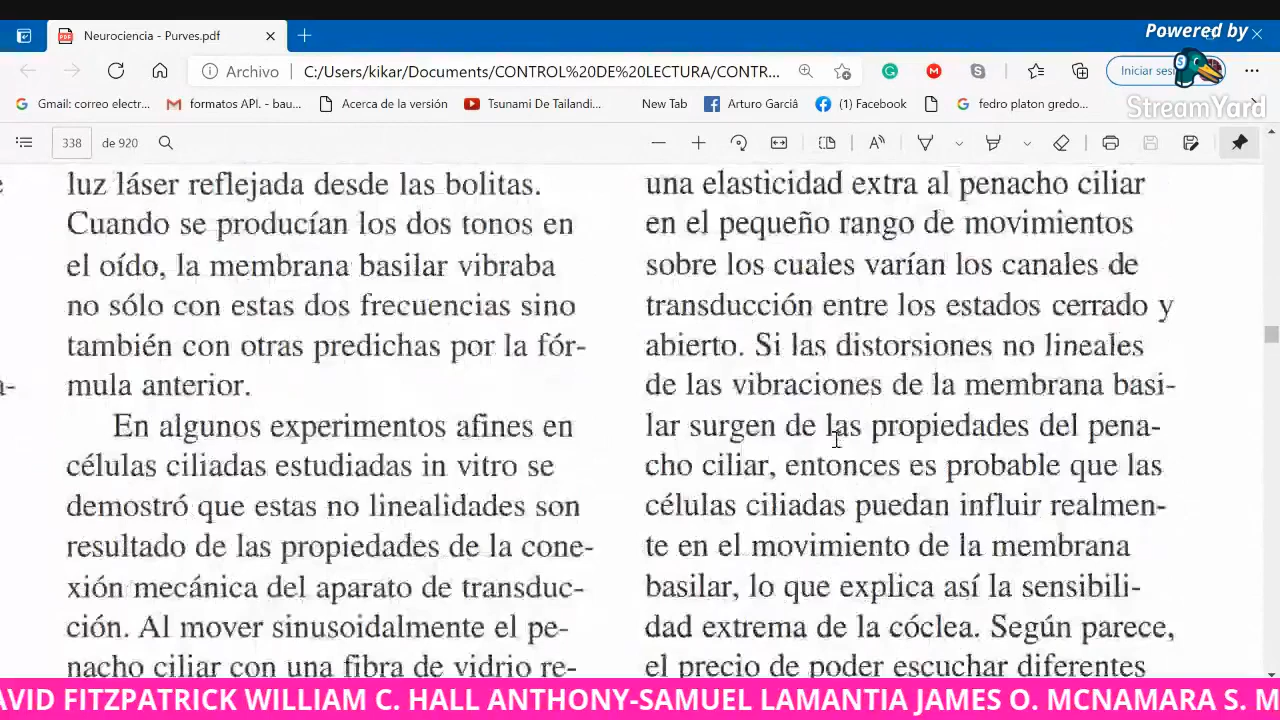 Neurociencia - Purves.pdf
Powered by
StreamYard
Archivo
C:/Users/kikar/Documents/CONTROL%20DE%20LECTURA/CONTR...
Gmail: correo electr...
formatos API. - bau...
Acerca de la versió
Tsunami De Tailandi...
New Tab
Arturo Garcia
(1) Facebook
fedro platon gredo...
338
de 920
luz láser reflejada desde las bolitas.
Cuando se producían los dos tonos en
el oído, la membrana basilar vibraba
no sólo con estas dos frecuencias sino
también con otras predichas por la fór-
mula anterior.
En algunos experimentos afines en
células ciliadas estudiadas in vitro se
demostró que estas no linealidades son
resultado de las propiedades de la cone-
xión mecánica del aparato de transduc-
ción. Al mover sinusoidalmente el pe-
nacho ciliar con una fibra de vidrio re-
una elasticidad extra al penacho ciliar
en el pequeño rango de movimientos
sobre los cuales varían los canales de
transducción entre los estados cerrado y
abierto. Si las distorsiones no lineales
de las vibraciones de la membrana basi-
lar surgen de las propiedades del pena-
cho ciliar, entonces es probable que las
células ciliadas puedan influir realmen-
te en el movimiento de la membrana
basilar, lo que explica así la sensibili-
dad extrema de la cóclea. Según parece,
el precio de poder escuchar diferentes
AVID FITZPATRICK WILLIAM C. HALL ANTHONY-SAMUEL LAMANTIA JAMES O. MCNAMARA S. M